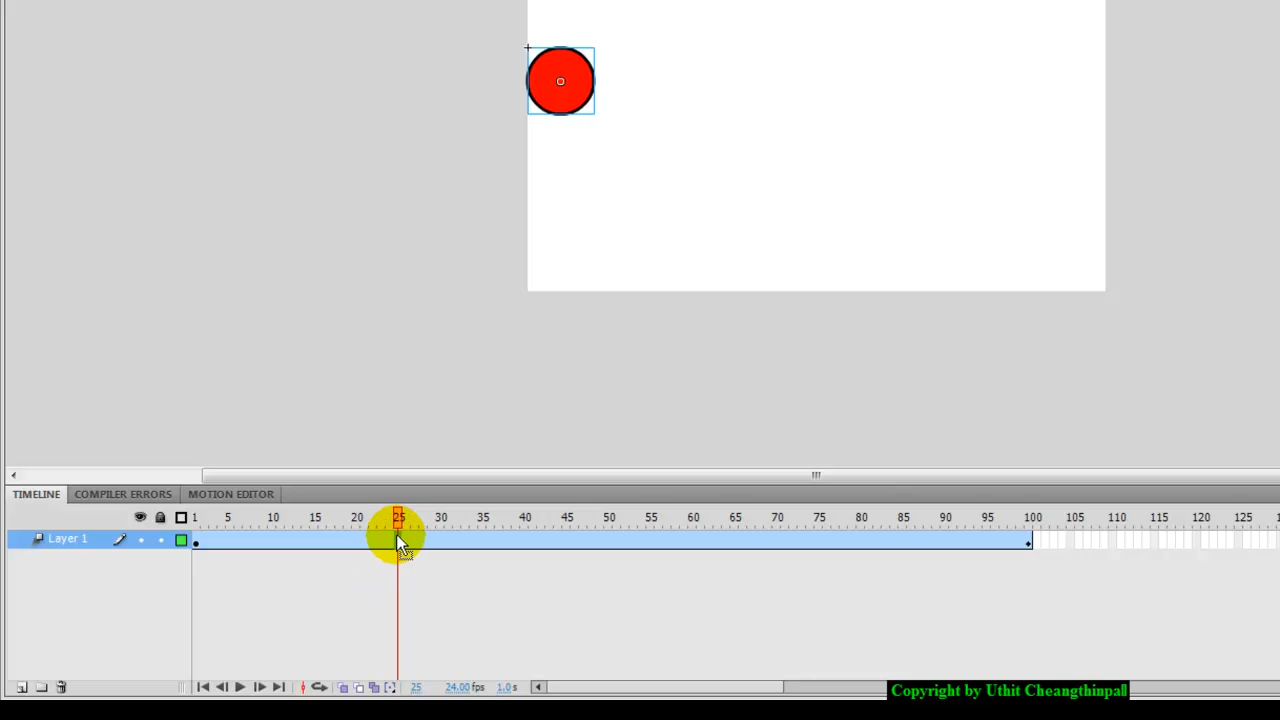 TIMELINE COMPILER ERRORS MOTION EDITOR
1 5 10 15 20 25 30 35 40 45 50 55 60 65 70 75 80 85 90 95 100 105 110 115 120 125
Layer 1
25 24.00 fps 1.0 s
Copyright by Uthit Cheangthinpall